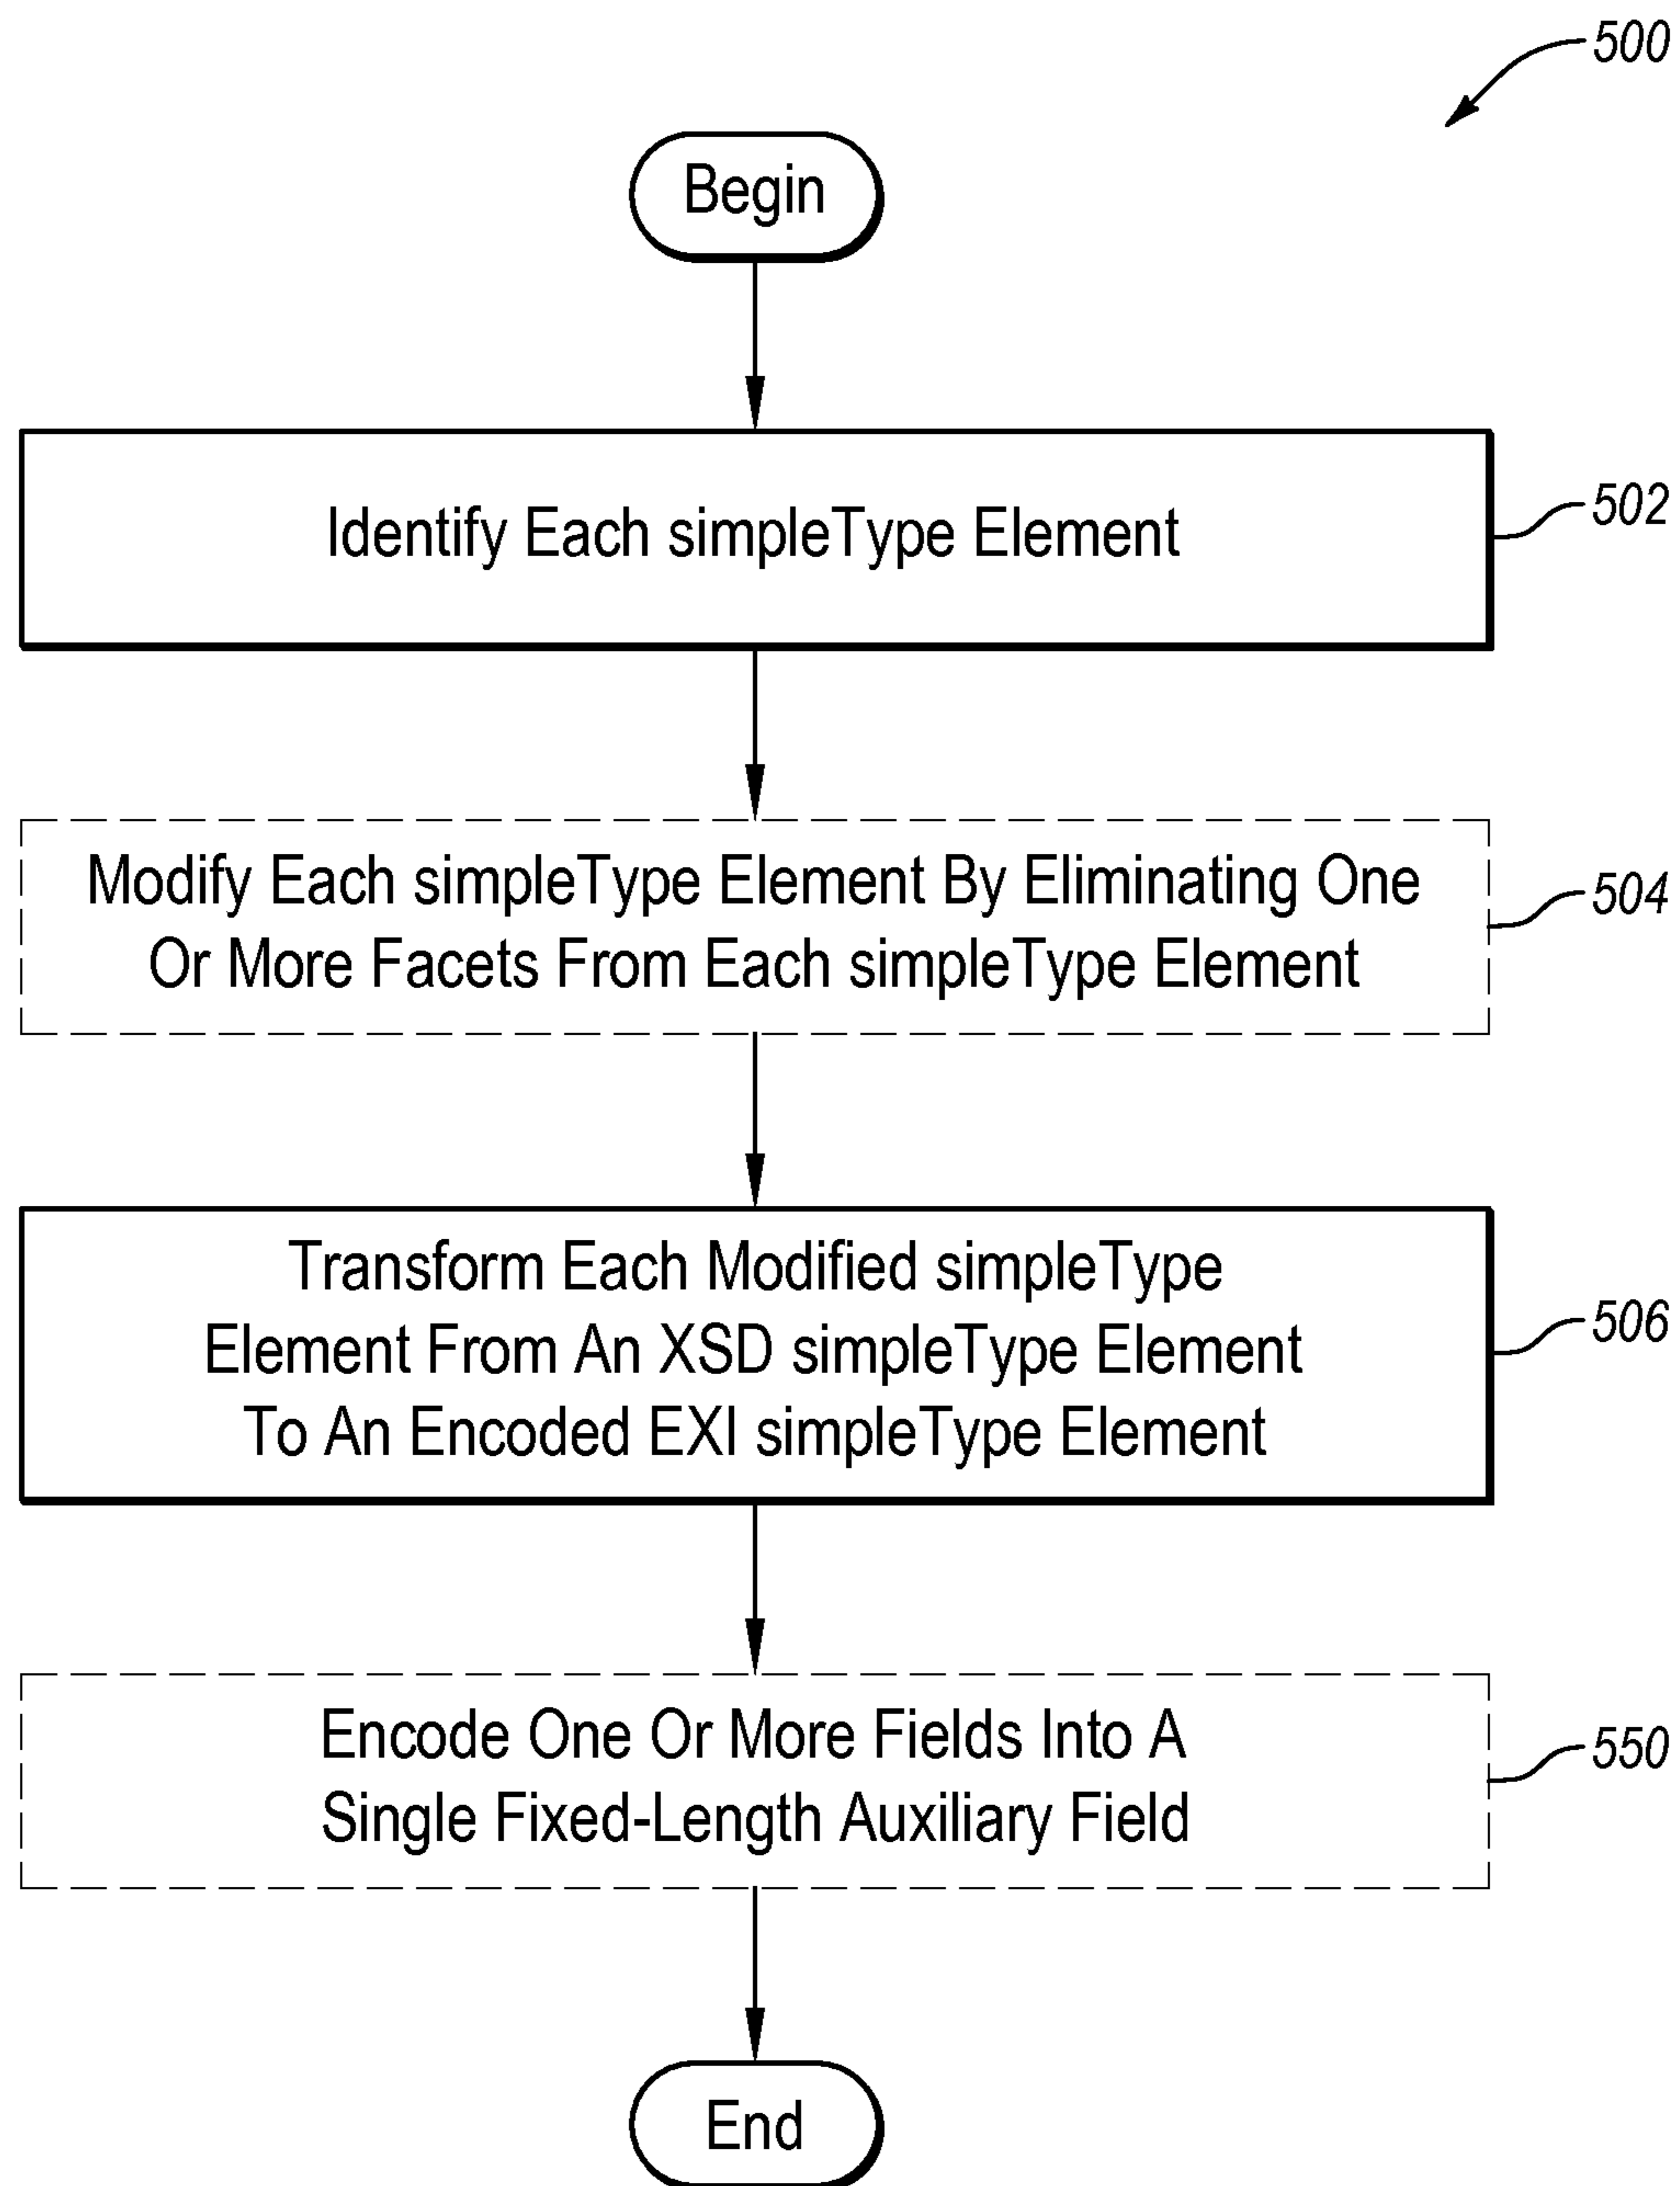 500
Begin
Identify Each simpleType Element
502
Modify Each simpleType Element By Eliminating One
Or More Facets From Each simpleType Element
504
Transform Each Modified simpleType
Element From An XSD simpleType Element
To An Encoded EXI simpleType Element
506
Encode One Or More Fields Into A
Single Fixed-Length Auxiliary Field
550
End